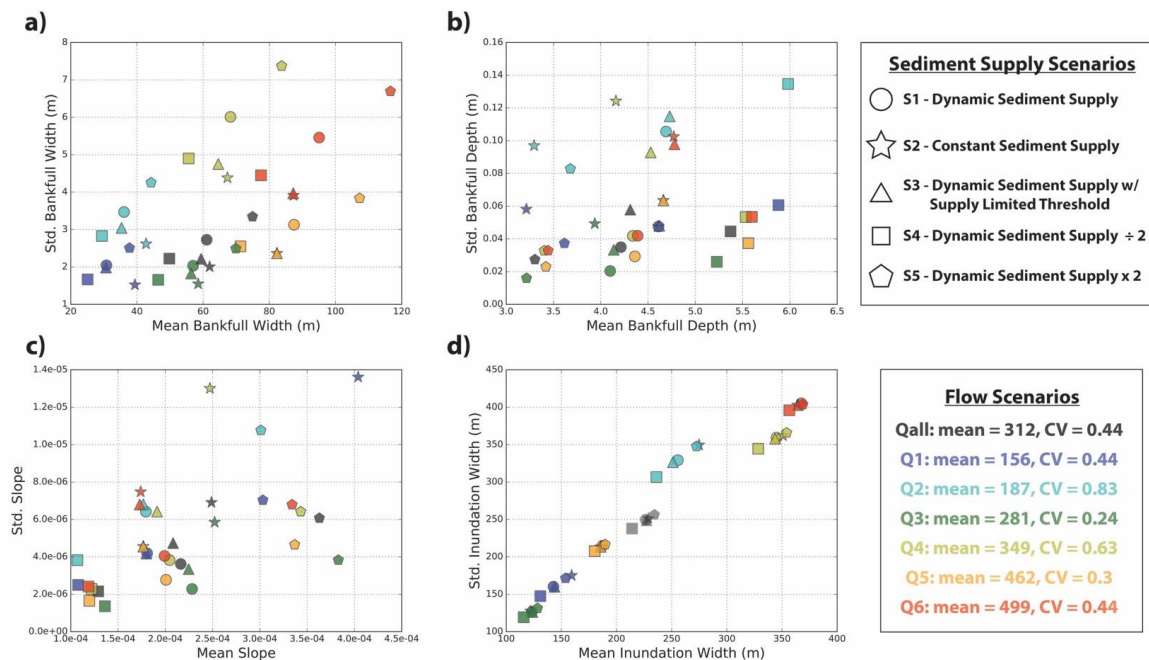 a)
8
7
6
5
4
3
2
1
Std. Bankfull Width (m)
20 40 60 80 100 120
Mean Bankfull Width (m)
b)
0.16
0.14
0.12
0.10
0.08
0.06
0.04
0.02
0.00
Std. Bankfull Depth (m)
3.0 3.5 4.0 4.5 5.0 5.5 6.0 6.5
Mean Bankfull Depth (m)
Sediment Supply Scenarios
S1 - Dynamic Sediment Supply
S2 - Constant Sediment Supply
S3 - Dynamic Sediment Supply w/
Supply Limited Threshold
S4 - Dynamic Sediment Supply ÷ 2
S5 - Dynamic Sediment Supply x 2
c)
1.4e-05
1.2e-05
1.0e-05
8.0e-06
6.0e-06
4.0e-06
2.0e-06
0.0e+00
Std. Slope
1.0e-04 1.5e-04 2.0e-04 2.5e-04 3.0e-04 3.5e-04 4.0e-04 4.5e-04
Mean Slope
d)
450
400
350
300
250
200
150
100
Std. Inundation Width (m)
100 150 200 250 300 350 400
Mean Inundation Width (m)
Flow Scenarios
Qall: mean = 312, CV = 0.44
Q1: mean = 156, CV = 0.44
Q2: mean = 187, CV = 0.83
Q3: mean = 281, CV = 0.24
Q4: mean = 349, CV = 0.63
Q5: mean = 462, CV = 0.3
Q6: mean = 499, CV = 0.44